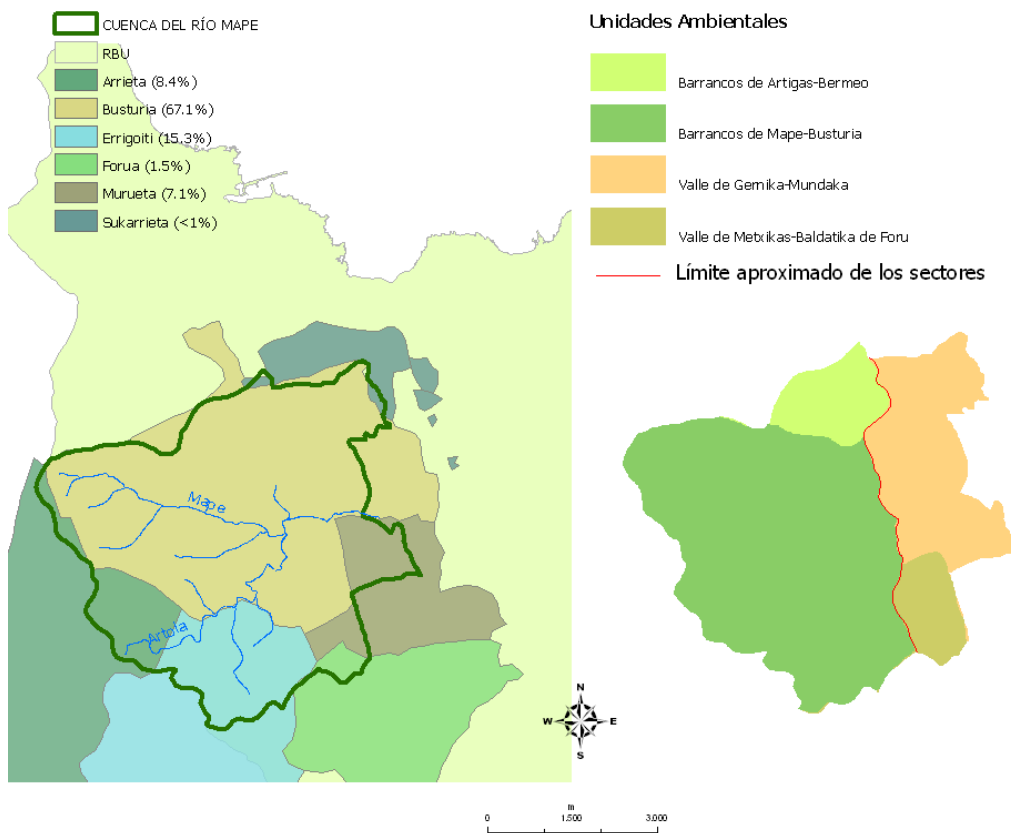 CUENCA DEL RÍO MAPE
RBU
Arrieta (8.4%)
Busturia (67.1%)
Errigoiti (15.3%)
Forua (1.5%)
Murueta (7.1%)
Sukarrieta (<1%)
Unidades Ambientales
Barrancos de Artigas-Bermeo
Barrancos de Mape-Busturia
Valle de Gernika-Mundaka
Valle de Metxikas-Baldatika de Foru
Límite aproximado de los sectores
Mape
Artola
N
W E
S
m
0 1.500 3.000